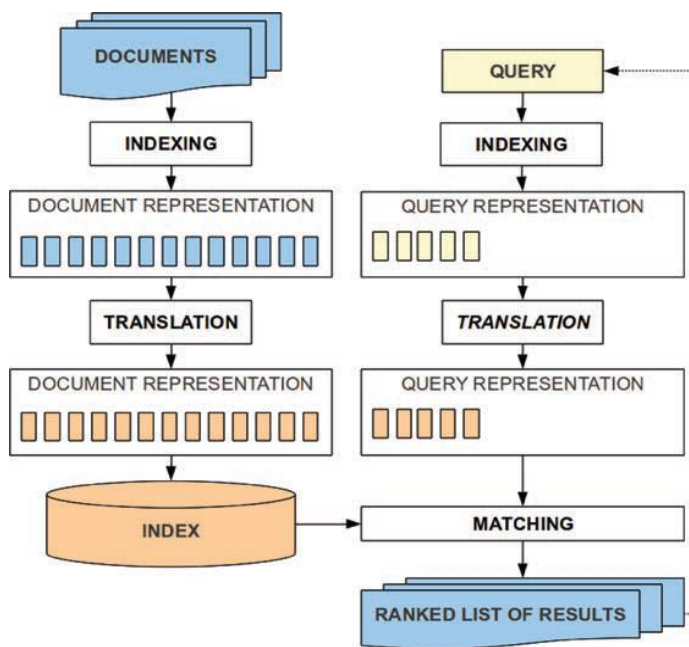 DOCUMENTS
INDEXING
DOCUMENT REPRESENTATION
TRANSLATION
DOCUMENT REPRESENTATION
INDEX
QUERY
INDEXING
QUERY REPRESENTATION
TRANSLATION
QUERY REPRESENTATION
MATCHING
RANKED LIST OF RESULTS